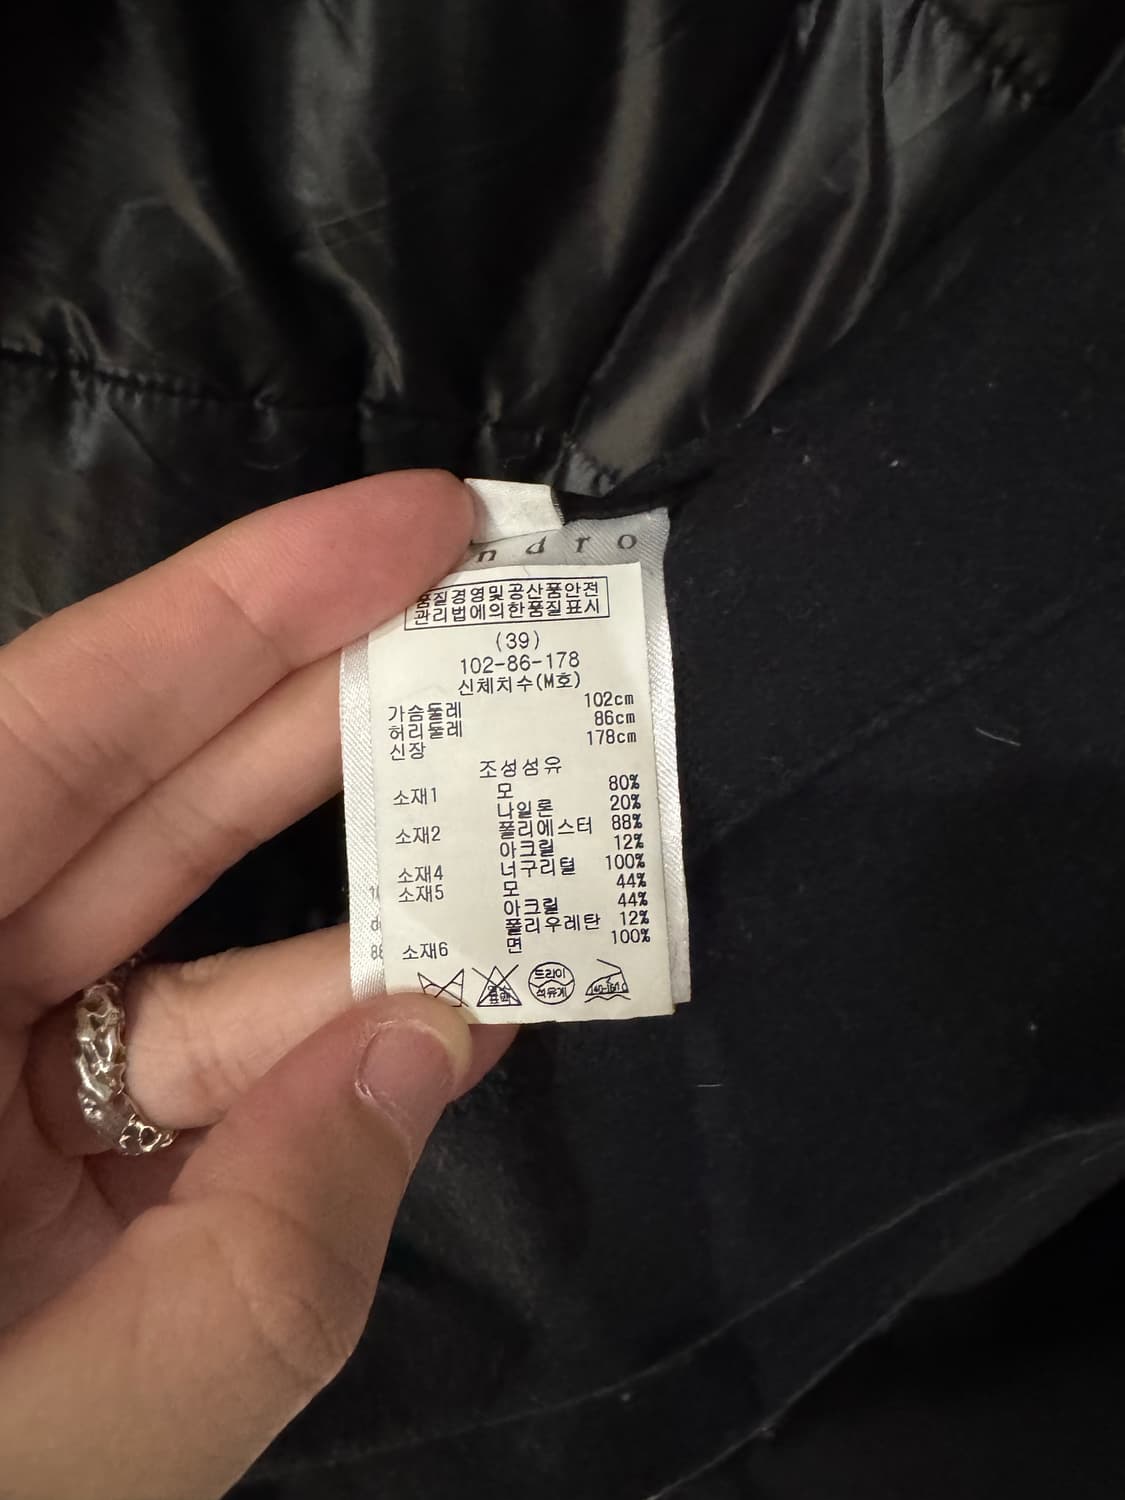 n d r o
품질경영및공산품안전
관리법에의한품질표시
(39)
102-86-178
신체치수(M호)
가슴둘레 102cm
허리둘레 86cm
신장 178cm
조성섬유
소재1 모 80%
나일론 20%
소재2 폴리에스터 88%
아크릴 12%
소재4 너구리털 100%
소재5 모 44%
아크릴 44%
폴리우레탄 12%
소재6 면 100%
드라이
석유계